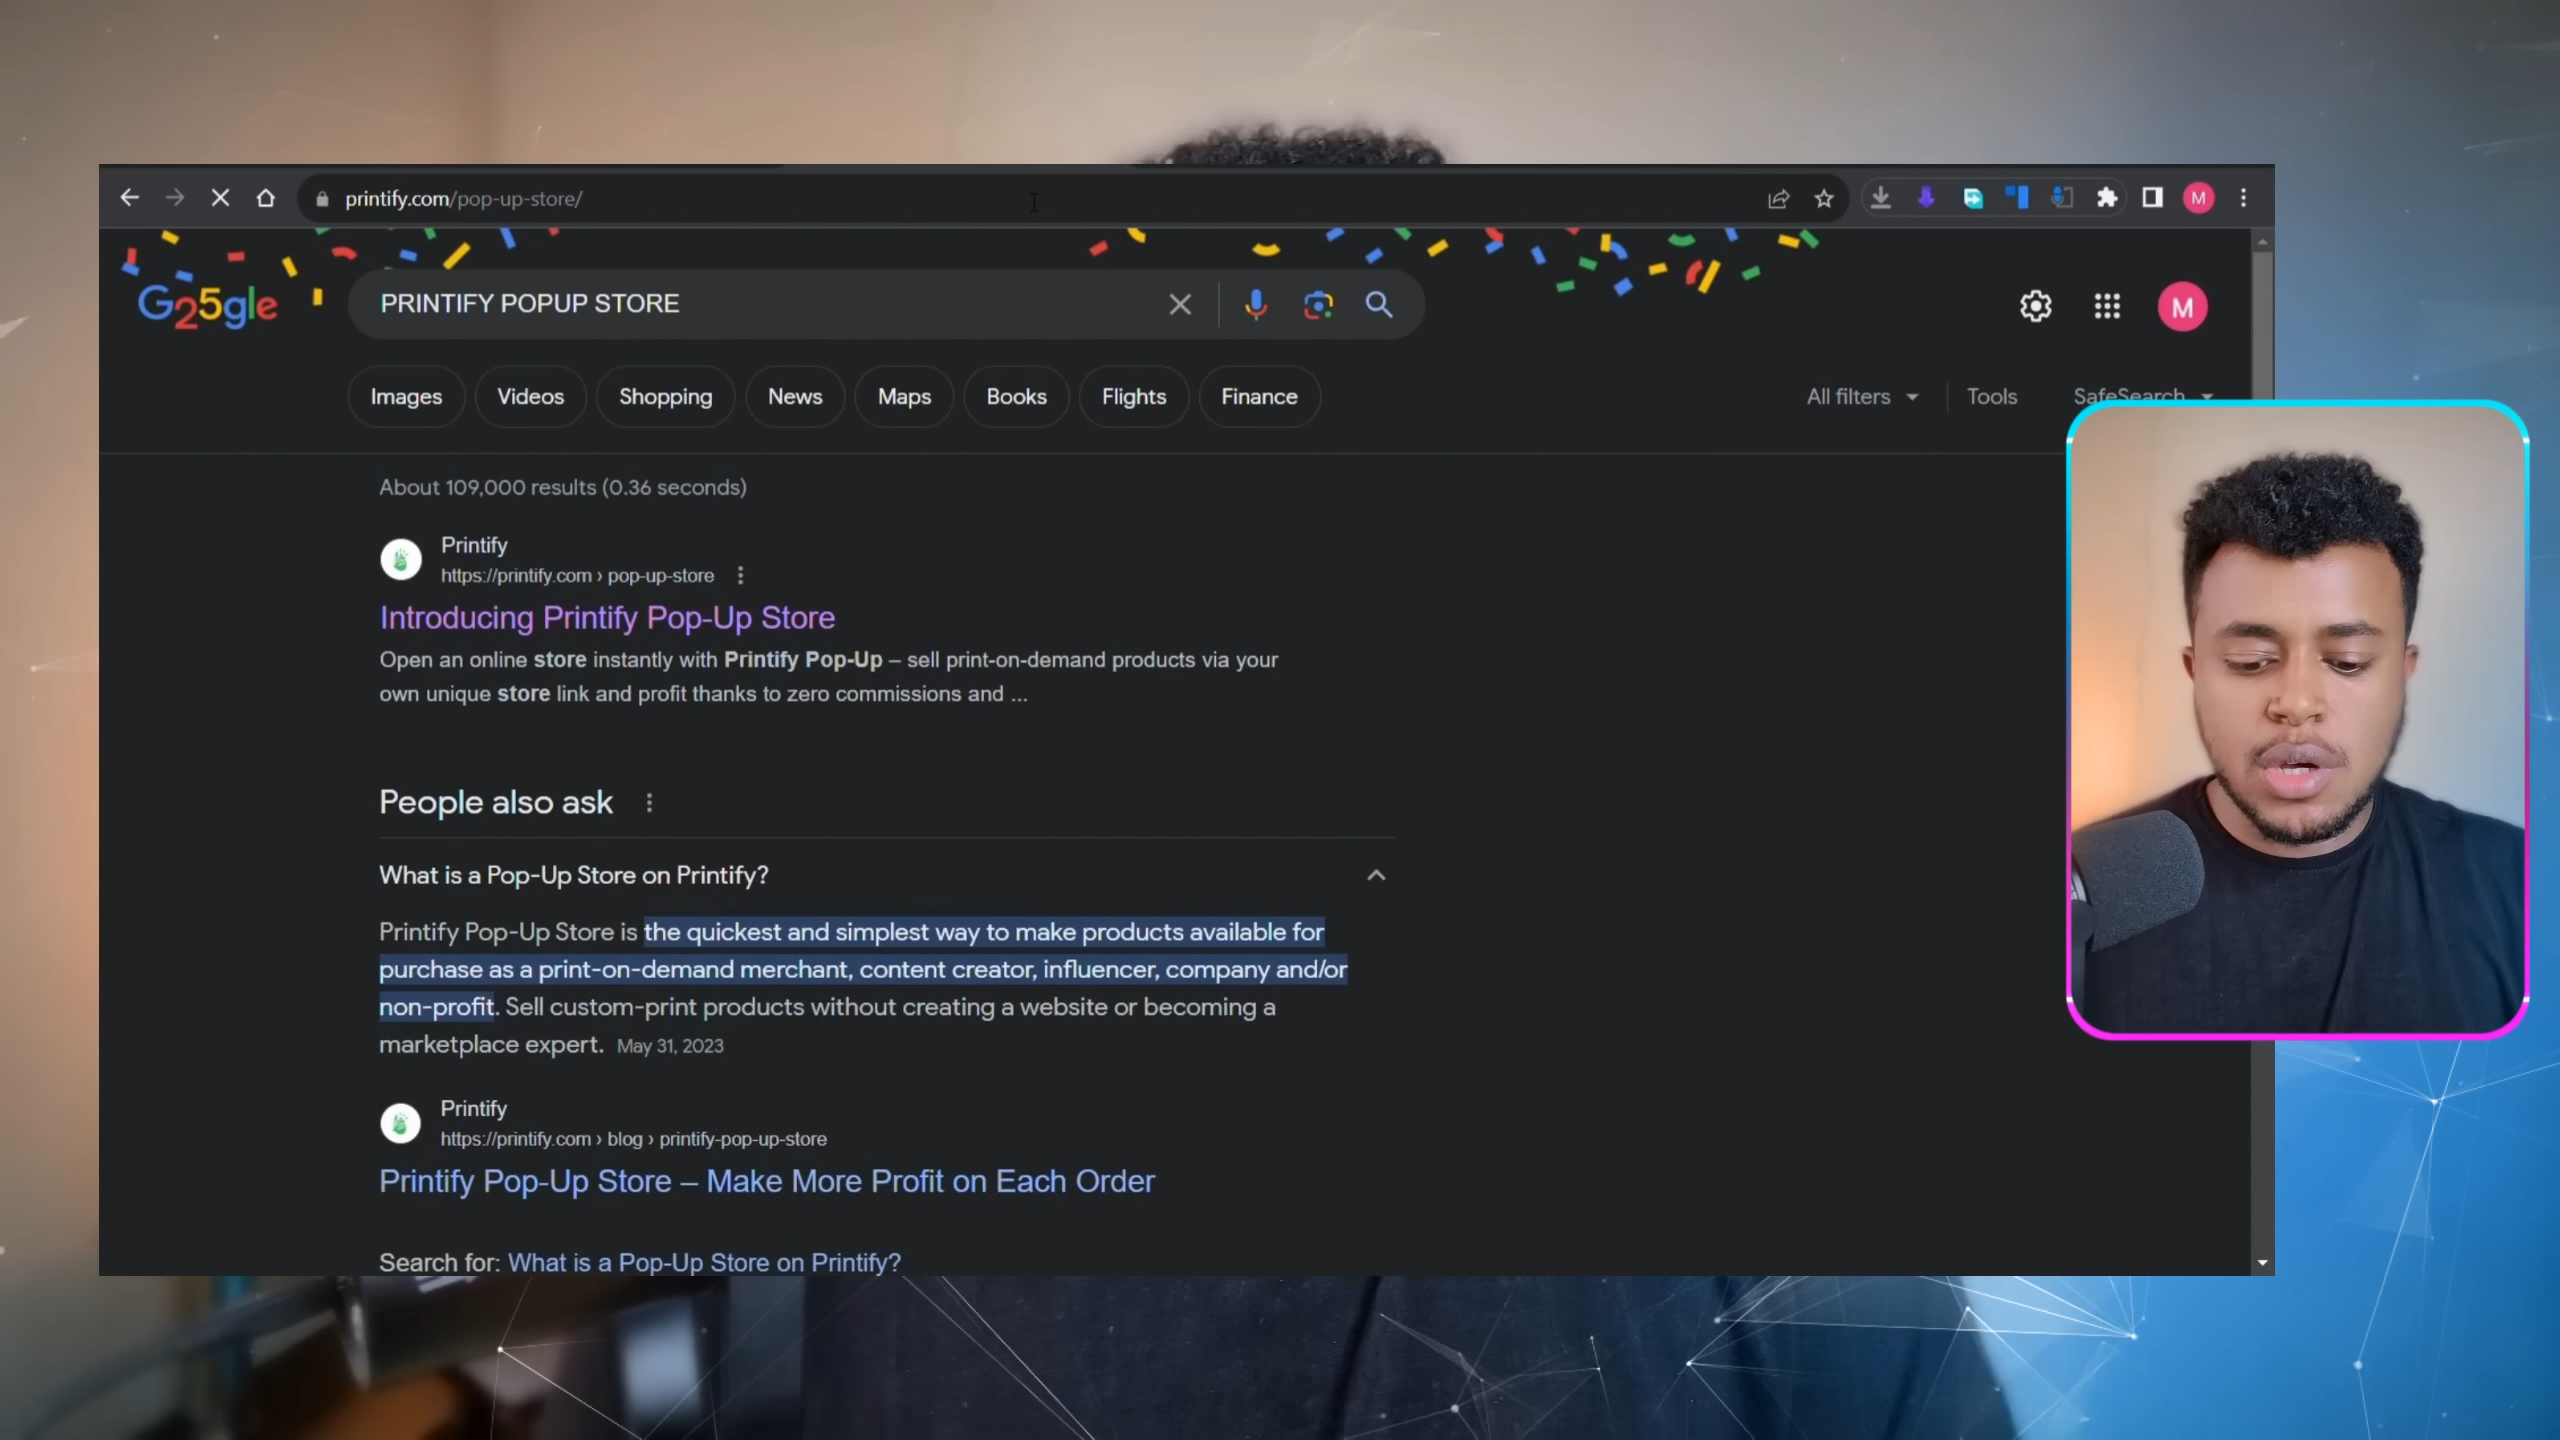 printify.com/pop-up-store/
M
G25gle
PRINTIFY POPUP STORE
M
Images
Videos
Shopping
News
Maps
Books
Flights
Finance
All filters
Tools
SafeSearch
About 109,000 results (0.36 seconds)
Printify
https://printify.com › pop-up-store
Introducing Printify Pop-Up Store
Open an online store instantly with Printify Pop-Up – sell print-on-demand products via your
own unique store link and profit thanks to zero commissions and ...
People also ask
What is a Pop-Up Store on Printify?
Printify Pop-Up Store is the quickest and simplest way to make products available for
purchase as a print-on-demand merchant, content creator, influencer, company and/or
non-profit. Sell custom-print products without creating a website or becoming a
marketplace expert. May 31, 2023
Printify
https://printify.com › blog › printify-pop-up-store
Printify Pop-Up Store – Make More Profit on Each Order
Search for: What is a Pop-Up Store on Printify?